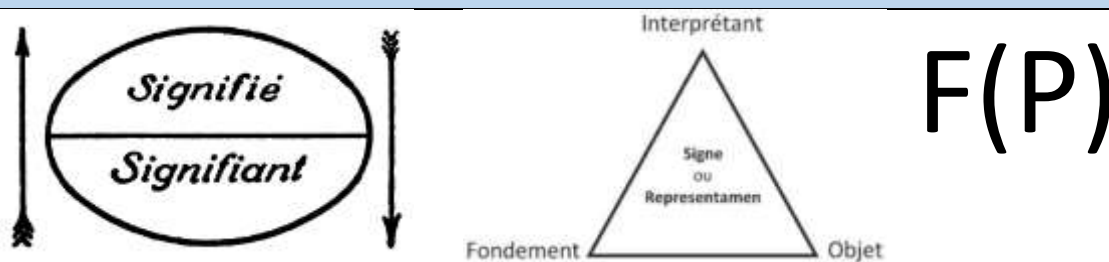 Signifié
Signifiant
Interprétant
Signe
ou
Representamen
Fondement
Objet
F(P)